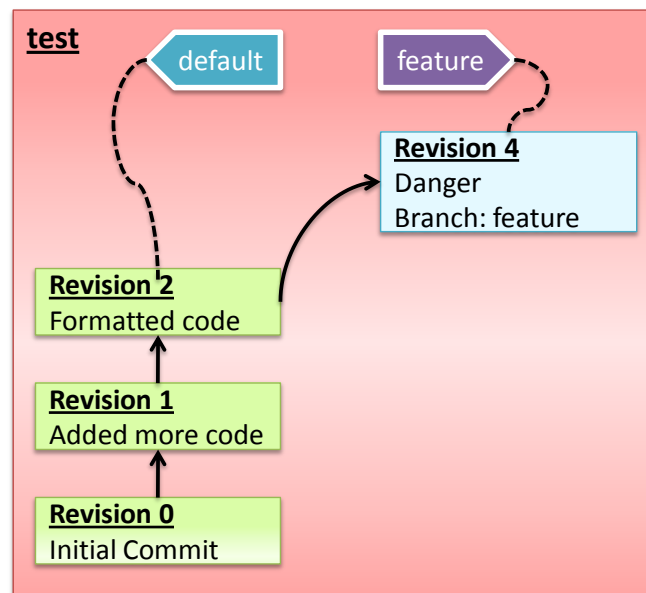 test
default
feature
Revision 4
Danger
Branch: feature
Revision 2
Formatted code
Revision 1
Added more code
Revision 0
Initial Commit